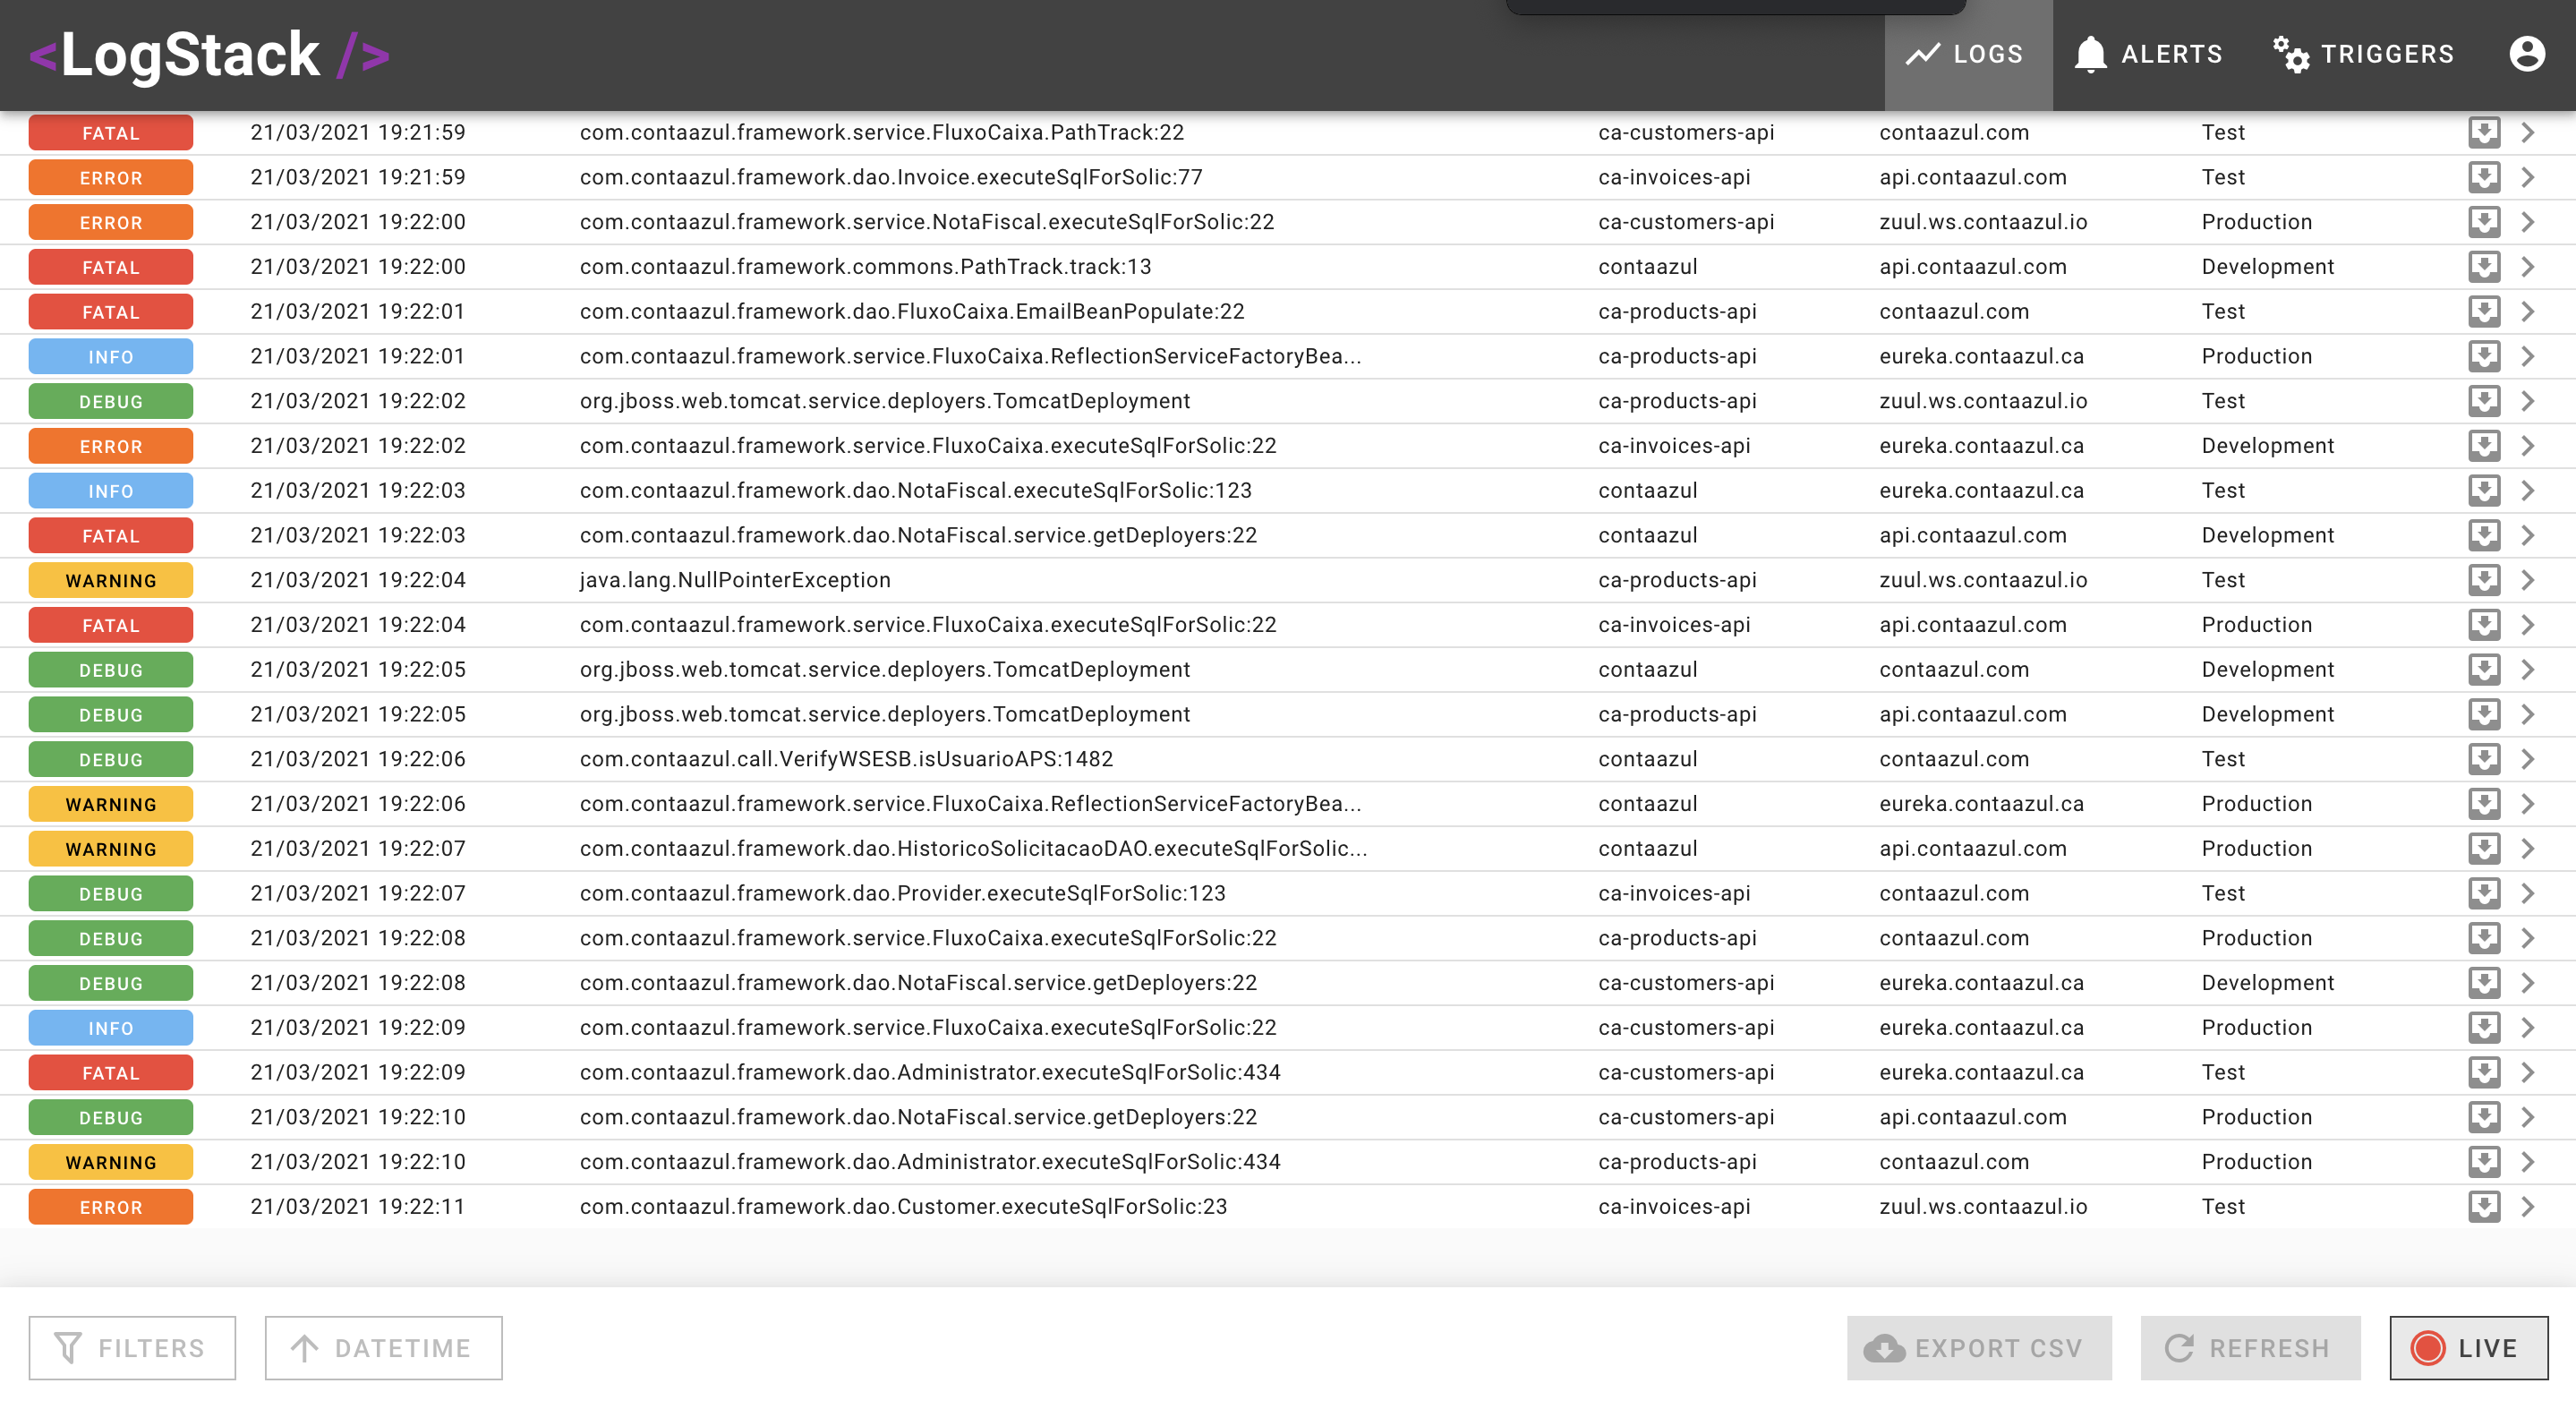 <LogStack />
LOGS ALERTS TRIGGERS
FATAL 21/03/2021 19:21:59 com.contaazul.framework.service.FluxoCaixa.PathTrack:22 ca-customers-api contaazul.com Test
ERROR 21/03/2021 19:21:59 com.contaazul.framework.dao.Invoice.executeSqlForSolic:77 ca-invoices-api api.contaazul.com Test
ERROR 21/03/2021 19:22:00 com.contaazul.framework.service.NotaFiscal.executeSqlForSolic:22 ca-customers-api zuul.ws.contaazul.io Production
FATAL 21/03/2021 19:22:00 com.contaazul.framework.commons.PathTrack.track:13 contaazul api.contaazul.com Development
FATAL 21/03/2021 19:22:01 com.contaazul.framework.dao.FluxoCaixa.EmailBeanPopulate:22 ca-products-api contaazul.com Test
INFO 21/03/2021 19:22:01 com.contaazul.framework.service.FluxoCaixa.ReflectionServiceFactoryBea... ca-products-api eureka.contaazul.ca Production
DEBUG 21/03/2021 19:22:02 org.jboss.web.tomcat.service.deployers.TomcatDeployment ca-products-api zuul.ws.contaazul.io Test
ERROR 21/03/2021 19:22:02 com.contaazul.framework.service.FluxoCaixa.executeSqlForSolic:22 ca-invoices-api eureka.contaazul.ca Development
INFO 21/03/2021 19:22:03 com.contaazul.framework.dao.NotaFiscal.executeSqlForSolic:123 contaazul eureka.contaazul.ca Test
FATAL 21/03/2021 19:22:03 com.contaazul.framework.dao.NotaFiscal.service.getDeployers:22 contaazul api.contaazul.com Development
WARNING 21/03/2021 19:22:04 java.lang.NullPointerException ca-products-api zuul.ws.contaazul.io Test
FATAL 21/03/2021 19:22:04 com.contaazul.framework.service.FluxoCaixa.executeSqlForSolic:22 ca-invoices-api api.contaazul.com Production
DEBUG 21/03/2021 19:22:05 org.jboss.web.tomcat.service.deployers.TomcatDeployment contaazul contaazul.com Development
DEBUG 21/03/2021 19:22:05 org.jboss.web.tomcat.service.deployers.TomcatDeployment ca-products-api api.contaazul.com Development
DEBUG 21/03/2021 19:22:06 com.contaazul.call.VerifyWSESB.isUsuarioAPS:1482 contaazul contaazul.com Test
WARNING 21/03/2021 19:22:06 com.contaazul.framework.service.FluxoCaixa.ReflectionServiceFactoryBea... contaazul eureka.contaazul.ca Production
WARNING 21/03/2021 19:22:07 com.contaazul.framework.dao.HistoricoSolicitacaoDAO.executeSqlForSolic... contaazul api.contaazul.com Production
DEBUG 21/03/2021 19:22:07 com.contaazul.framework.dao.Provider.executeSqlForSolic:123 ca-invoices-api contaazul.com Test
DEBUG 21/03/2021 19:22:08 com.contaazul.framework.service.FluxoCaixa.executeSqlForSolic:22 ca-products-api contaazul.com Production
DEBUG 21/03/2021 19:22:08 com.contaazul.framework.dao.NotaFiscal.service.getDeployers:22 ca-customers-api eureka.contaazul.ca Development
INFO 21/03/2021 19:22:09 com.contaazul.framework.service.FluxoCaixa.executeSqlForSolic:22 ca-customers-api eureka.contaazul.ca Production
FATAL 21/03/2021 19:22:09 com.contaazul.framework.dao.Administrator.executeSqlForSolic:434 ca-customers-api eureka.contaazul.ca Test
DEBUG 21/03/2021 19:22:10 com.contaazul.framework.dao.NotaFiscal.service.getDeployers:22 ca-customers-api api.contaazul.com Production
WARNING 21/03/2021 19:22:10 com.contaazul.framework.dao.Administrator.executeSqlForSolic:434 ca-products-api contaazul.com Production
ERROR 21/03/2021 19:22:11 com.contaazul.framework.dao.Customer.executeSqlForSolic:23 ca-invoices-api zuul.ws.contaazul.io Test
FILTERS DATETIME EXPORT CSV REFRESH LIVE